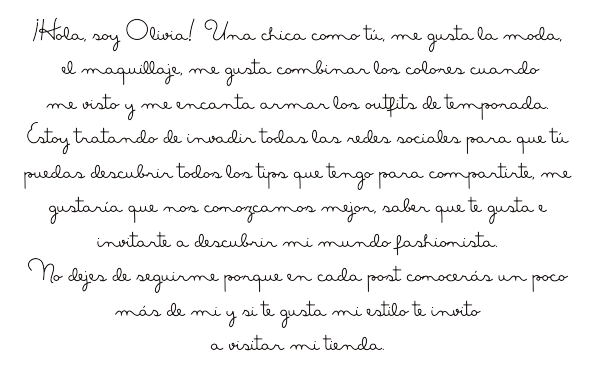 ¡Hola, soy Olivia! Una chica como tú, me gusta la moda,
el maquillaje, me gusta combinar los colores cuando
me visto y me encanta armar los outfits de temporada.
Estoy tratando de invadir todas las redes sociales para que tú
puedas descubrir todos los tips que tengo para compartirte, me
gustaría que nos conozcamos mejor, saber que te gusta e
invitarte a descubrir mi mundo fashionista.
No dejes de seguirme porque en cada post conocerás un poco
más de mi y si te gusta mi estilo te invito
a visitar mi tienda.